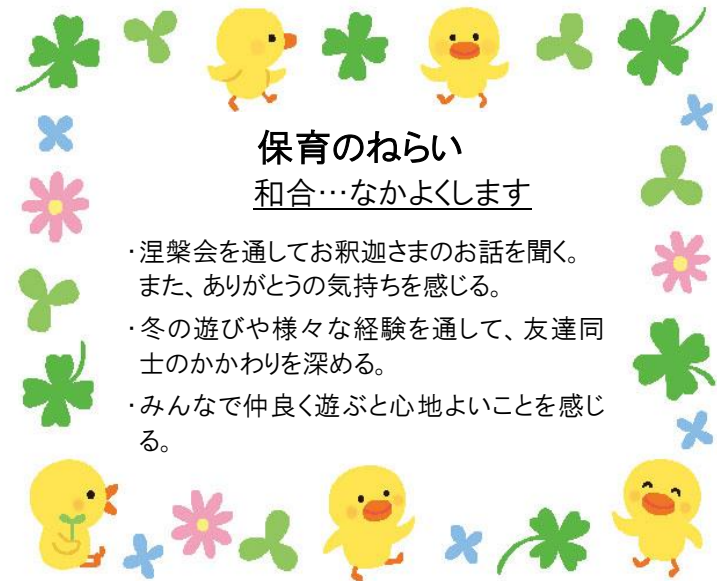 保育のねらい
和合…なかよくします
・涅槃会を通してお釈迦さまのお話を聞く。
また、ありがとうの気持ちを感じる。
・冬の遊びや様々な経験を通して、友達同
士のかかわりを深める。
・みんなで仲良く遊ぶと心地よいことを感じ
る。